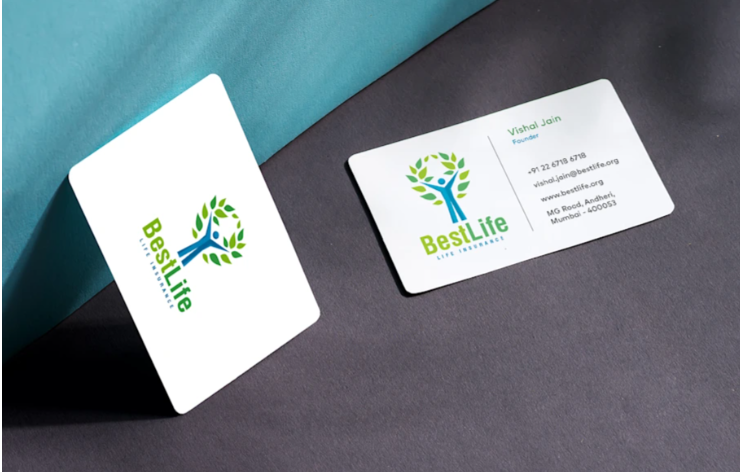 BestLife
LIFE INSURANCE
BestLife
LIFE INSURANCE
Vishal Jain
Founder
+91 22 6718 6718
vishal.jain@bestlife.org
www.bestlife.org
MG Road, Andheri,
Mumbai - 400053